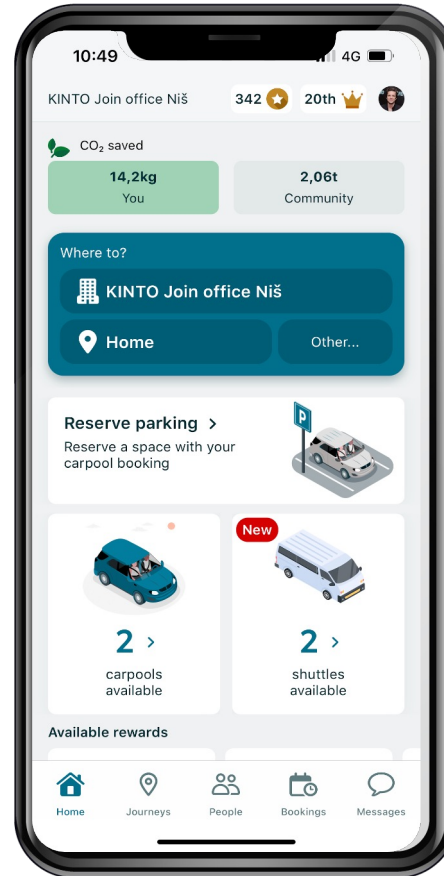 10:49
4G
KINTO Join office Niš
342
20th
CO₂ saved
14,2kg
You
2,06t
Community
Where to?
KINTO Join office Niš
Home
Other...
Reserve parking >
Reserve a space with your
carpool booking
P
New
2 >
carpools
available
2 >
shuttles
available
Available rewards
Home
Journeys
People
Bookings
Messages